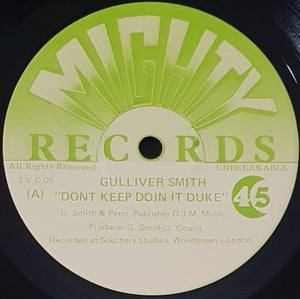 MIGHTY
RECORDS
All Rights Reserved UNBREAKABLE
J.V.C.05
GULLIVER SMITH
(A) "DONT KEEP DOIN IT DUKE" 45
G. Smith & Penn, Publisher D.J.M. Music,
Producer G. Smith/J. Gourd,
Recorded at Southers Studios, Woodgreen London.